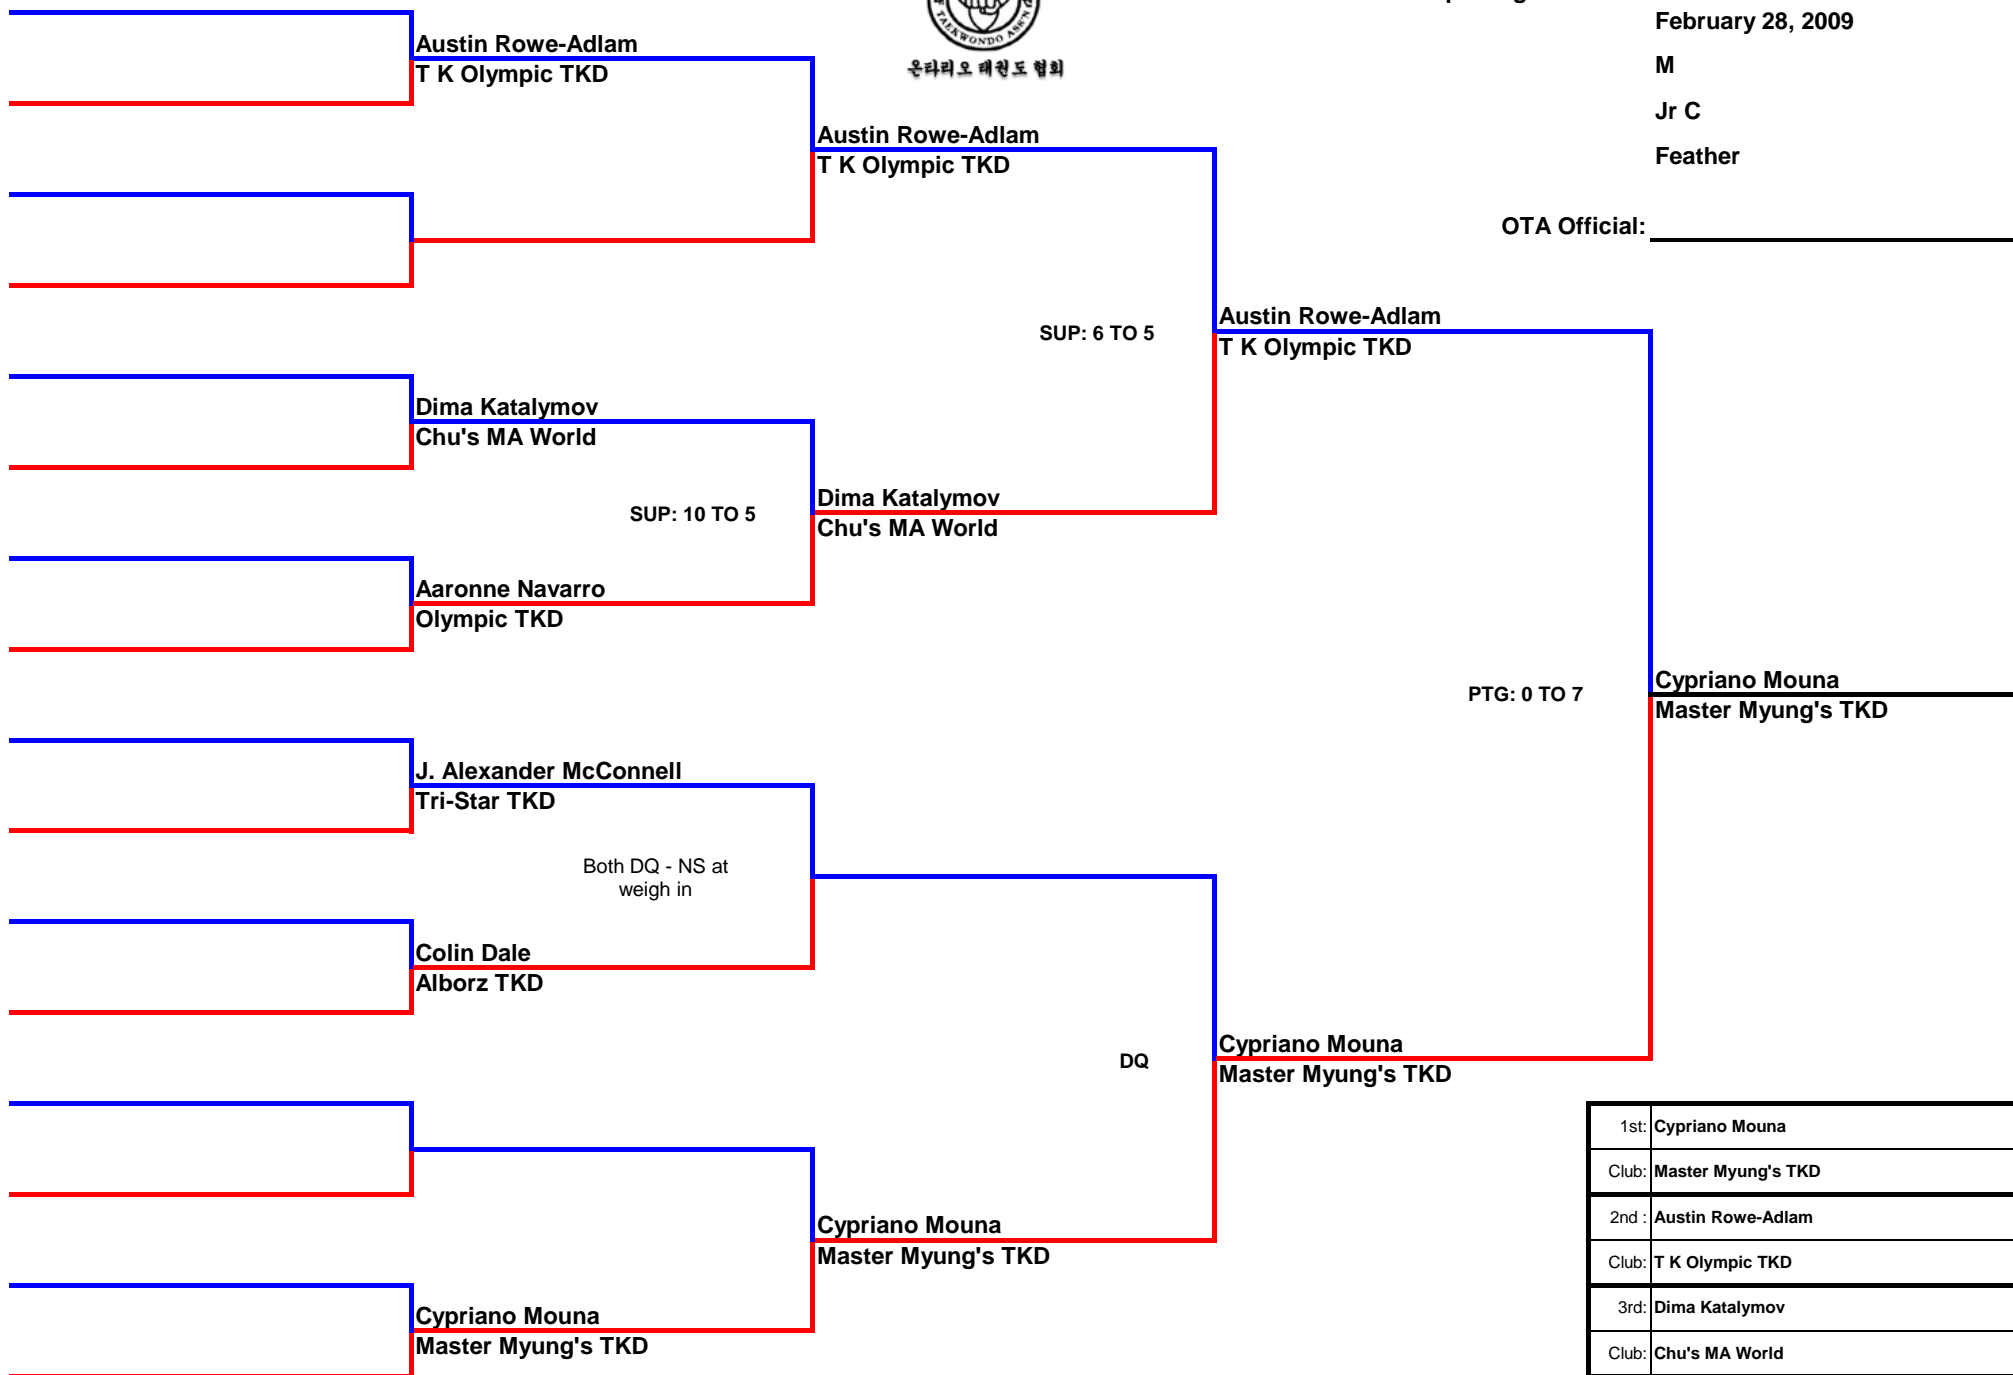 February 28, 2009
M
Jr C
Feather
OTA Official:
TAEKWONDO ASS'N
온타리오 태권도 협회
Austin Rowe-Adlam
T K Olympic TKD
Austin Rowe-Adlam
T K Olympic TKD
SUP: 6 TO 5
Austin Rowe-Adlam
T K Olympic TKD
Dima Katalymov
Chu's MA World
SUP: 10 TO 5
Dima Katalymov
Chu's MA World
Aaronne Navarro
Olympic TKD
PTG: 0 TO 7
Cypriano Mouna
Master Myung's TKD
J. Alexander McConnell
Tri-Star TKD
Both DQ - NS at
weigh in
Colin Dale
Alborz TKD
DQ
Cypriano Mouna
Master Myung's TKD
Cypriano Mouna
Master Myung's TKD
Cypriano Mouna
Master Myung's TKD
1st: Cypriano Mouna
Club: Master Myung's TKD
2nd : Austin Rowe-Adlam
Club: T K Olympic TKD
3rd: Dima Katalymov
Club: Chu's MA World